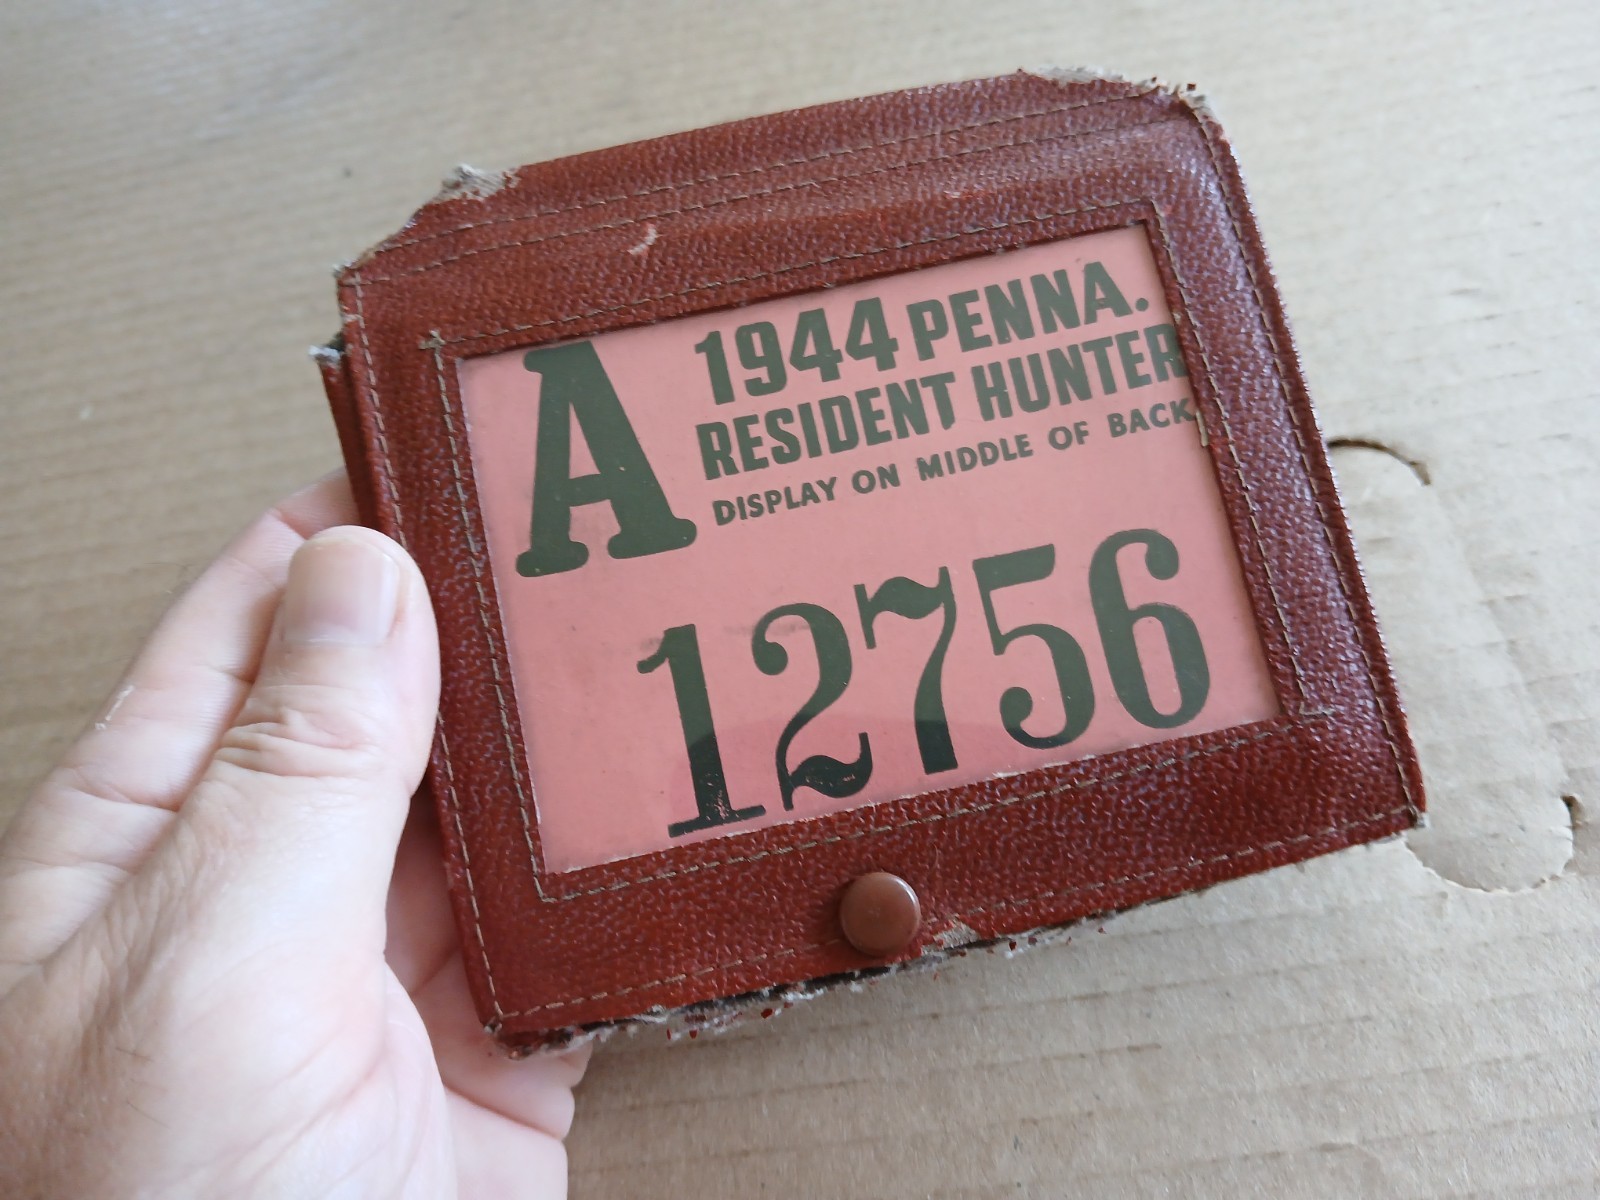 A
1944 PENNA.
RESIDENT HUNTER
DISPLAY ON MIDDLE OF BACK
12756